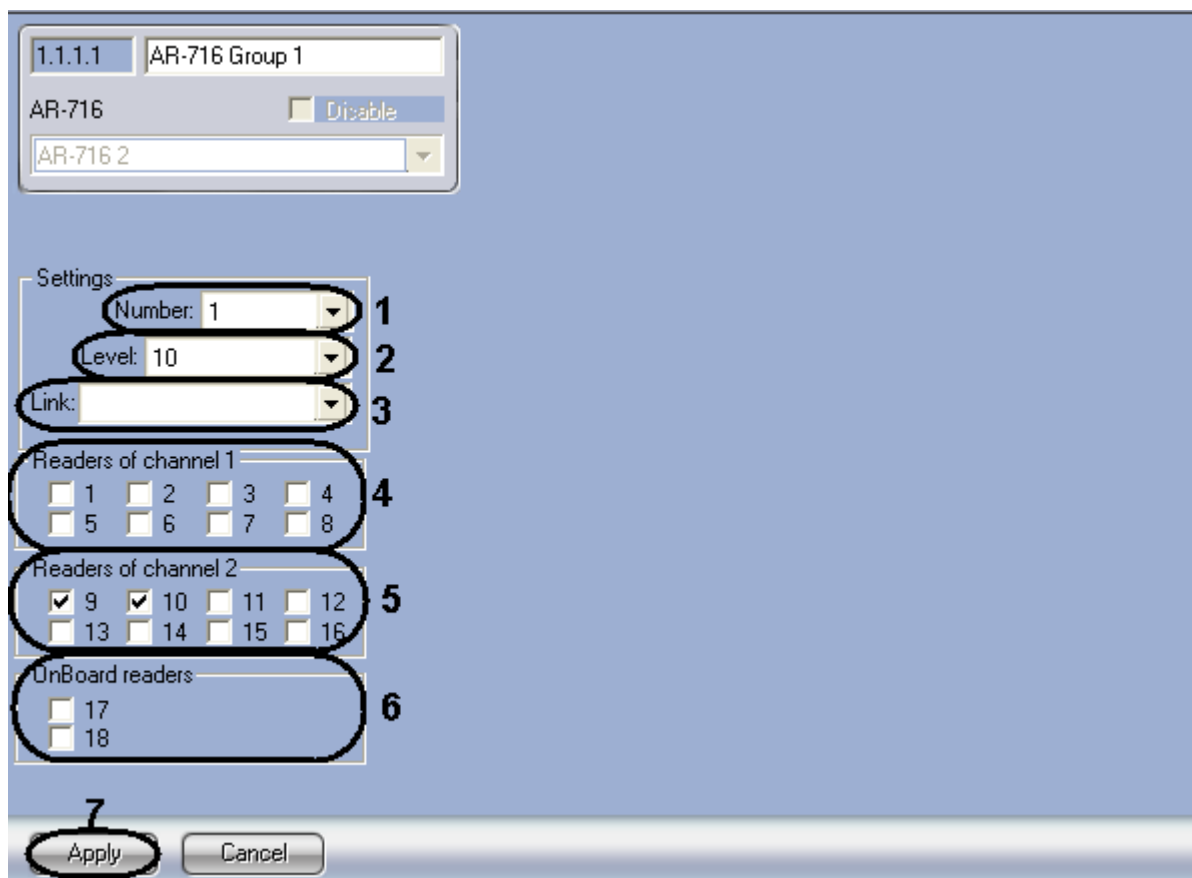 1.1.1.1 AR-716 Group 1
AR-716 Disable
AR-716 2
Settings
Number: 1 1
Level: 10 2
Link: 3
Readers of channel 1
1 2 3 4 4
5 6 7 8
Readers of channel 2
9 10 11 12 5
13 14 15 16
OnBoard readers
17 6
18
7
Apply Cancel